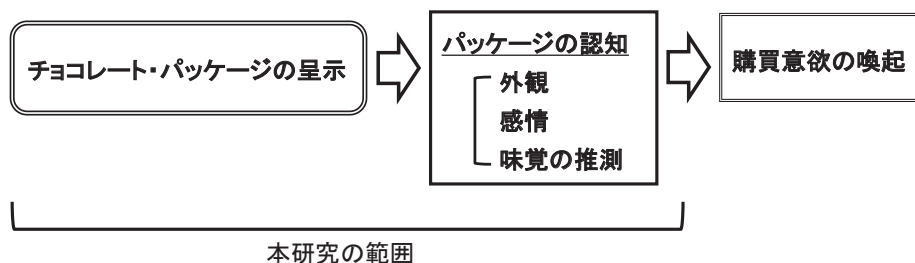 チョコレート・パッケージの呈示
パッケージの認知
外観
感情
味覚の推測
購買意欲の喚起
本研究の範囲